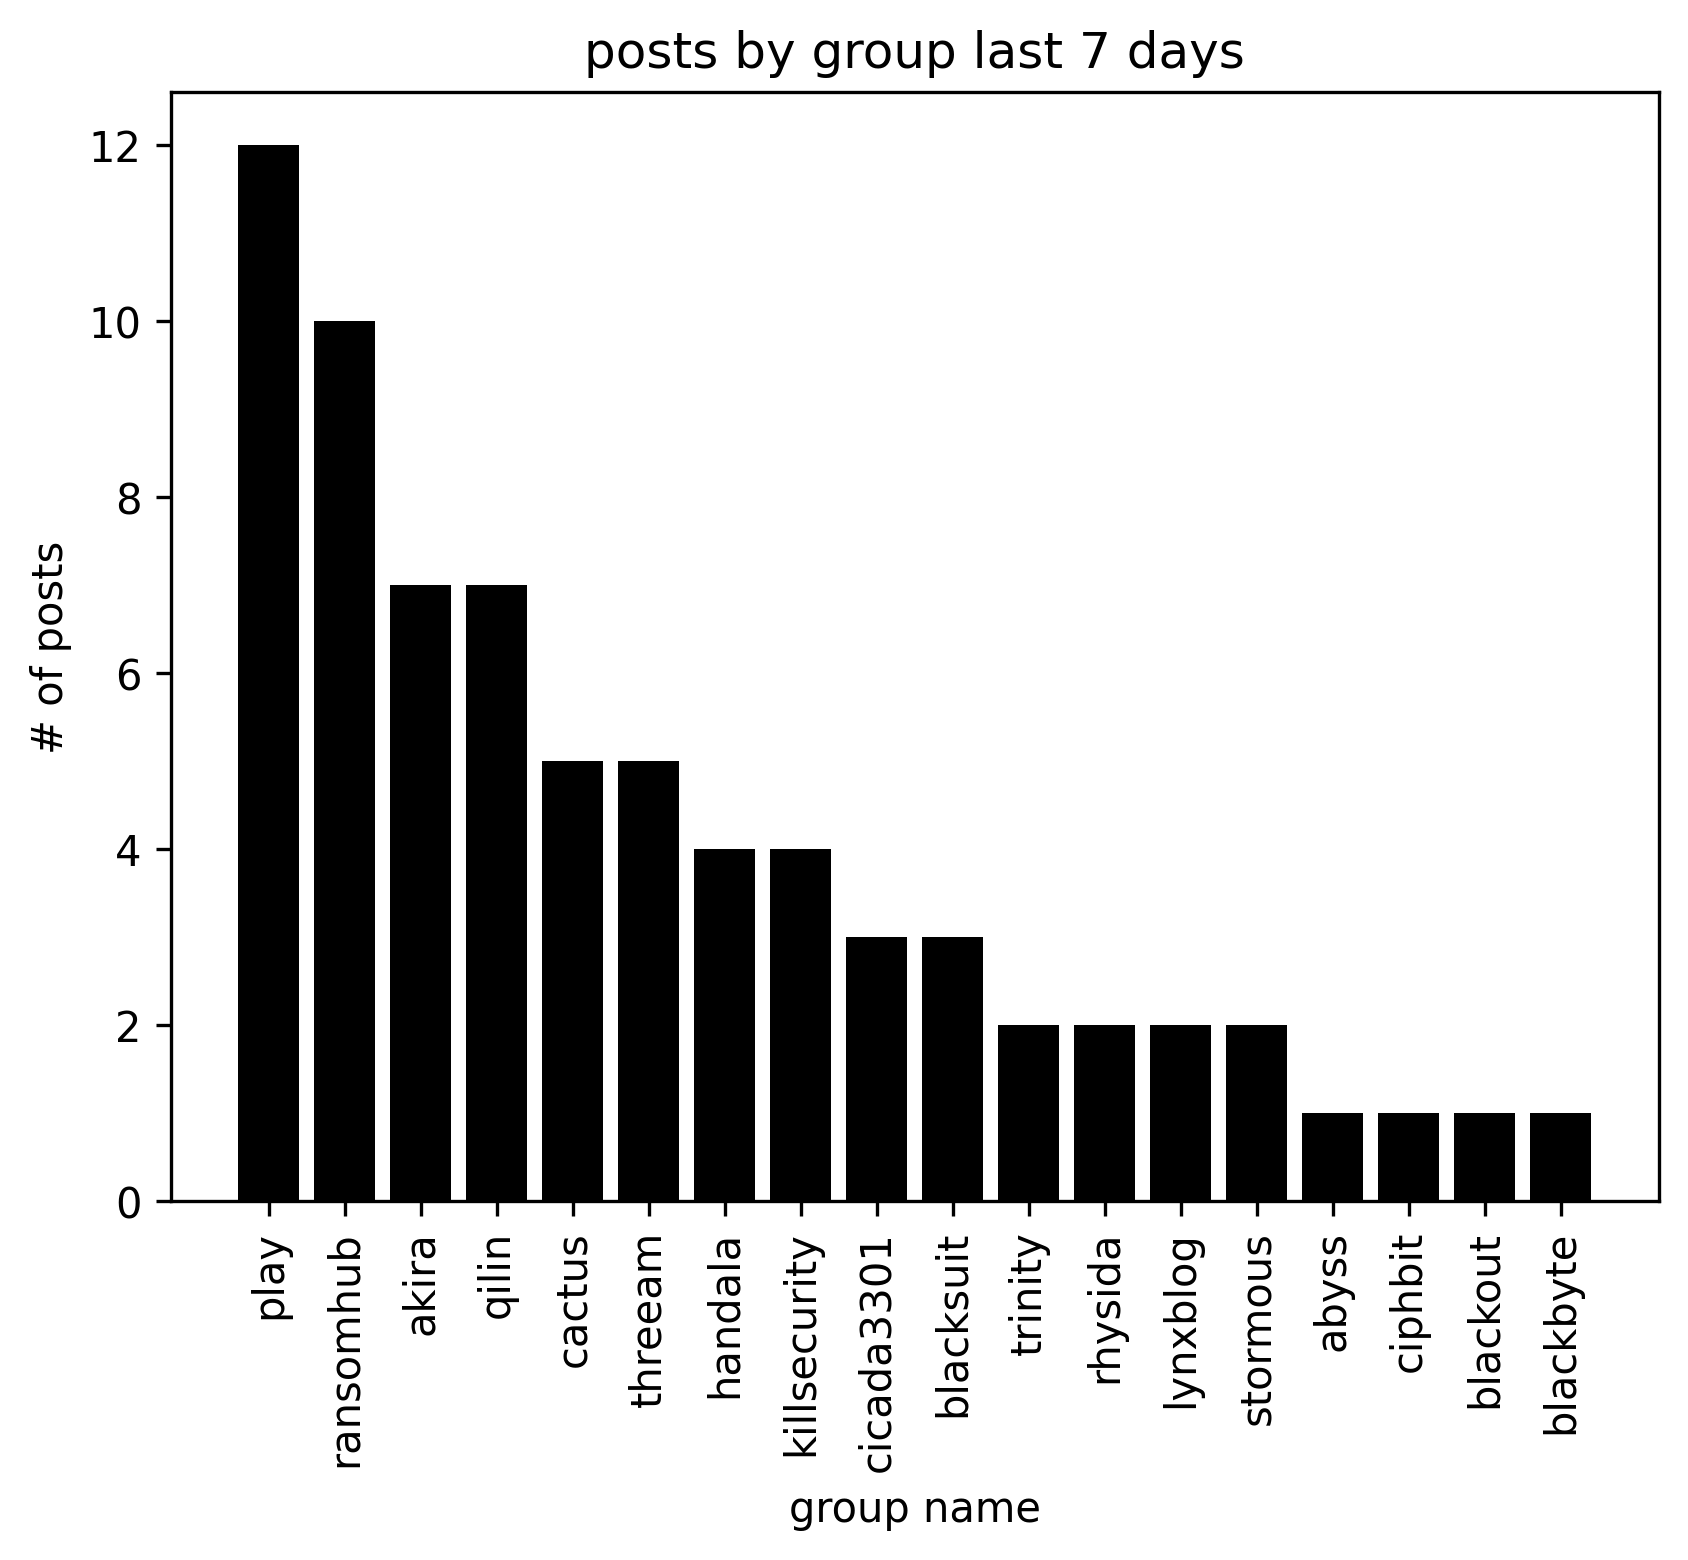 posts by group last 7 days
12
10
8
6
4
2
0
# of posts
play
ransomhub
akira
qilin
cactus
threeam
handala
killsecurity
cicada3301
blacksuit
trinity
rhysida
lynxblog
stormous
abyss
ciphbit
blackout
blackbyte
group name